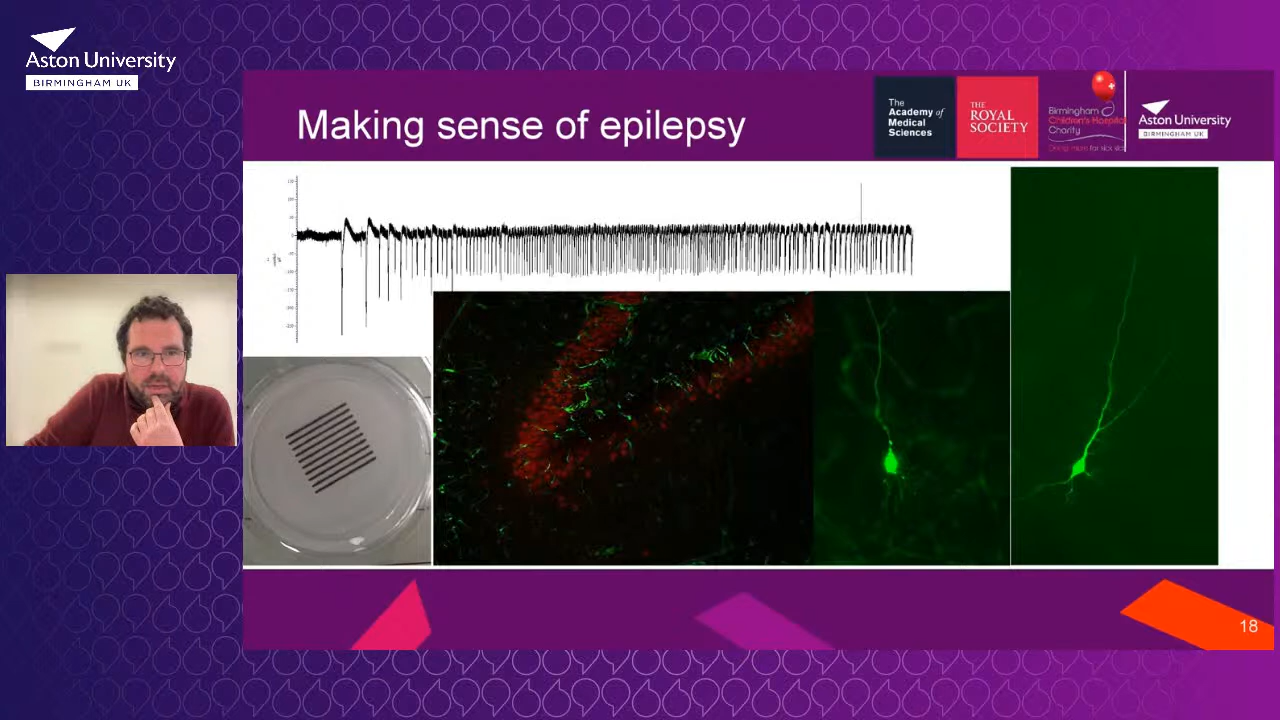 Aston University
BIRMINGHAM UK
Making sense of epilepsy
The
Academy of
Medical
Sciences
THE
ROYAL
SOCIETY
Birmingham
Children's Hospital
Charity
Aston University
BIRMINGHAM UK
18